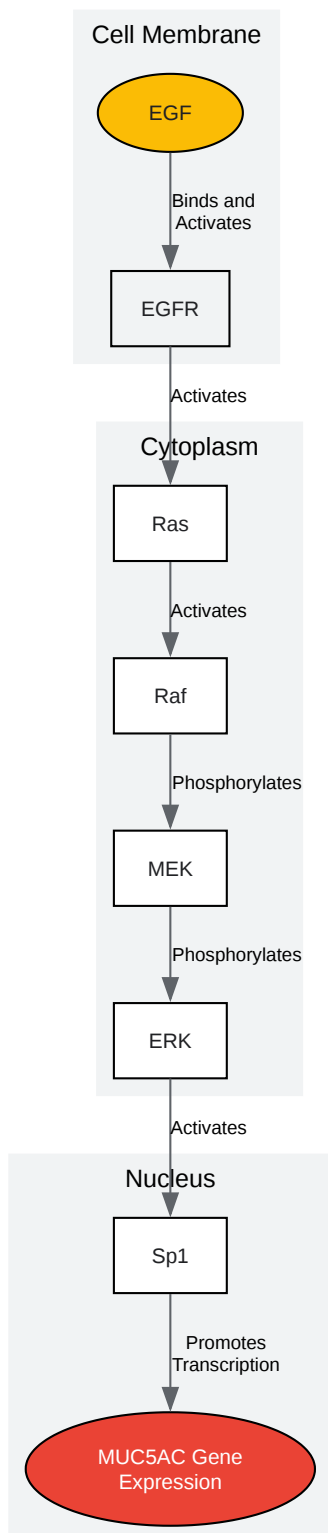 Cell Membrane
EGF
Binds and
Activates
EGFR
Activates
Cytoplasm
Ras
Activates
Raf
Phosphorylates
MEK
Phosphorylates
ERK
Activates
Nucleus
Sp1
Promotes
Transcription
MUC5AC Gene
Expression